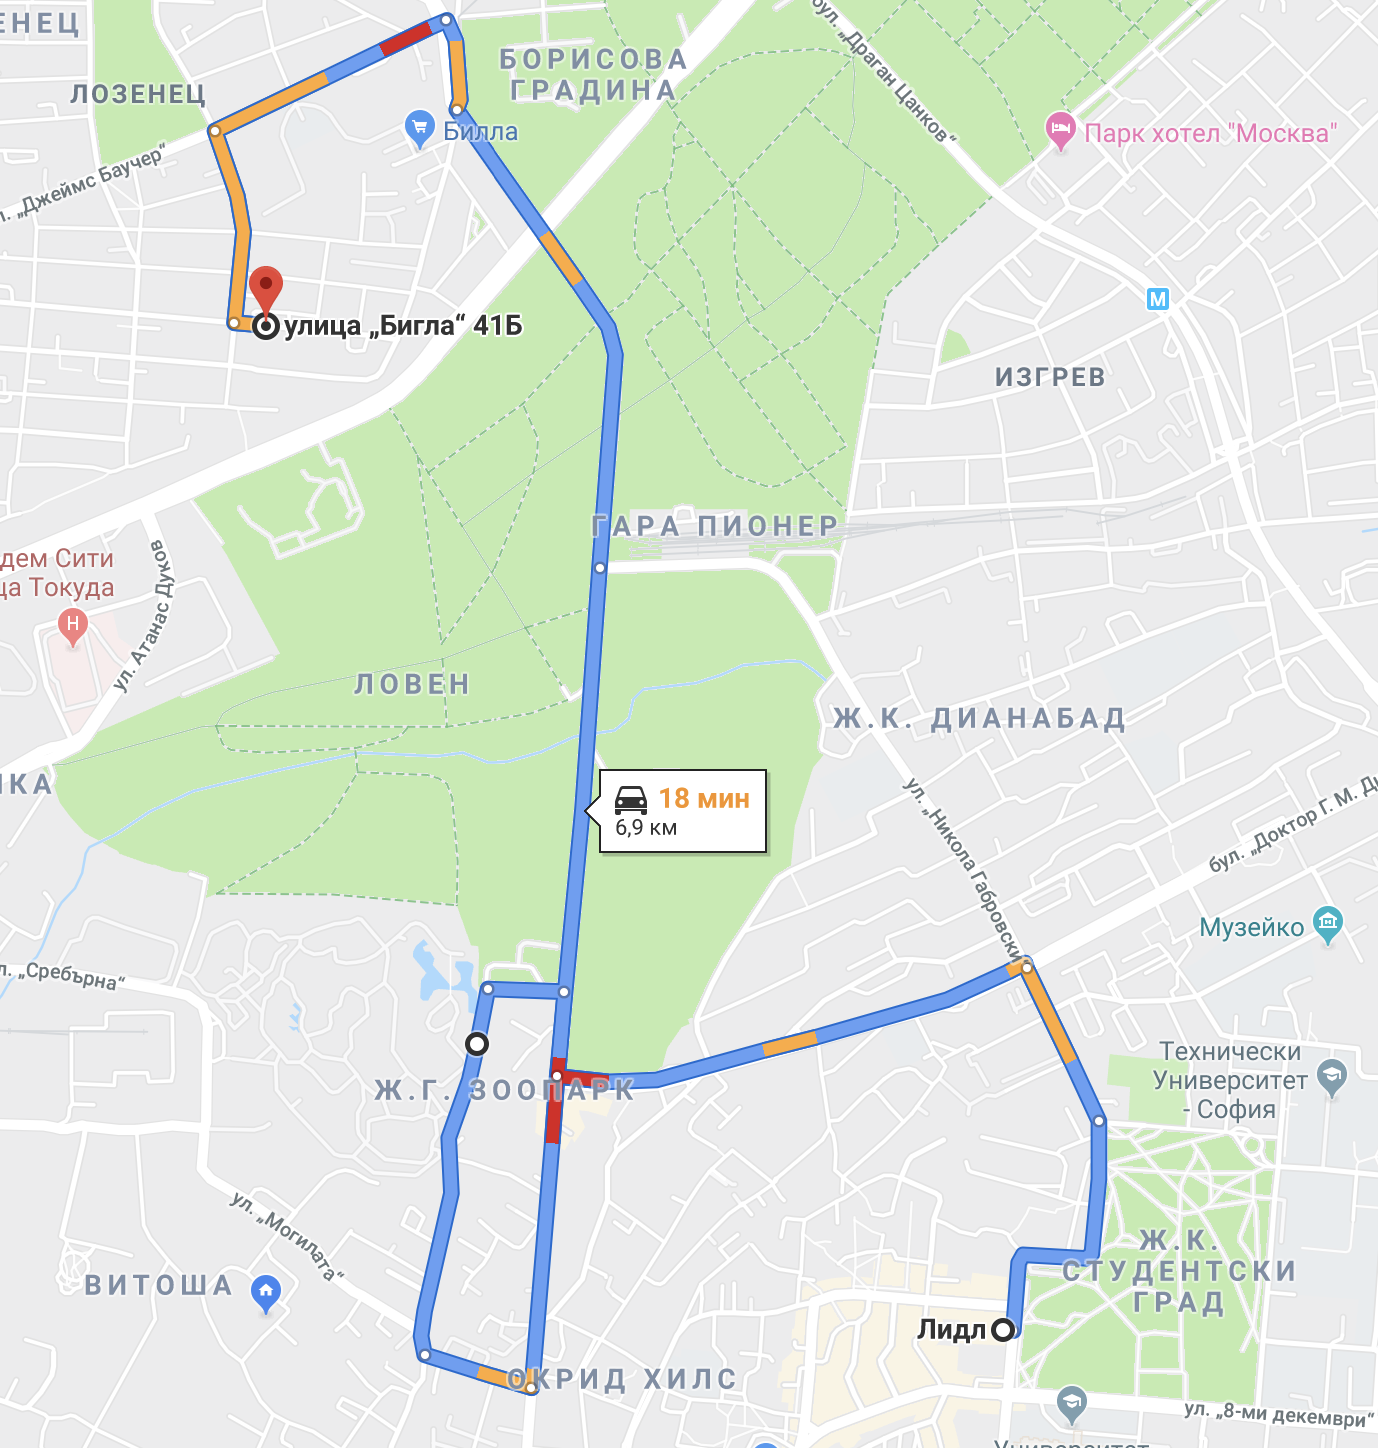 ЕНЕЦ
БОРИСОВА
ГРАДИНА
бул. „Драган Цанков“
ЛОЗЕНЕЦ
Билла
Парк хотел "Москва"
л. „Джеймс Баучер“
M
улица „Бигла“ 41Б
ИЗГРЕВ
ГАРА ПИОНЕР
дем Сити
ца Токуда
H
ул. Атанас Дуков
ЛОВЕН
Ж.К. ДИАНАБАД
КА
18 мин
6,9 км
ул. „Никола Габровски“
бул. „Доктор Г. М. Ди
Музейко
л. „Сребърна“
Технически
Университет
- София
Ж.Г. ЗООПАРК
ул. „Могилата“
ВИТОША
Ж.К.
СТУДЕНТСКИ
ГРАД
Лидл
ОКРИД ХИЛС
ул. „8-ми декември“
Университет